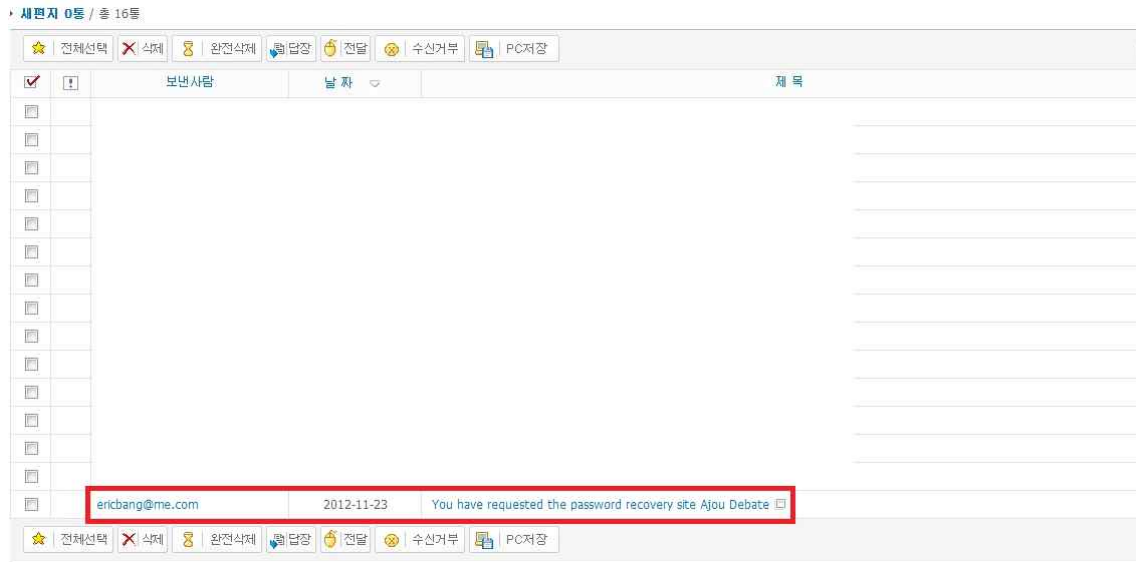 새편지 0통 / 총 16통
전체선택 삭제 완전삭제 답장 전달 수신거부 PC저장
보낸사람 날 짜 제 목
ericbang@me.com 2012-11-23 You have requested the password recovery site Ajou Debate
전체선택 삭제 완전삭제 답장 전달 수신거부 PC저장